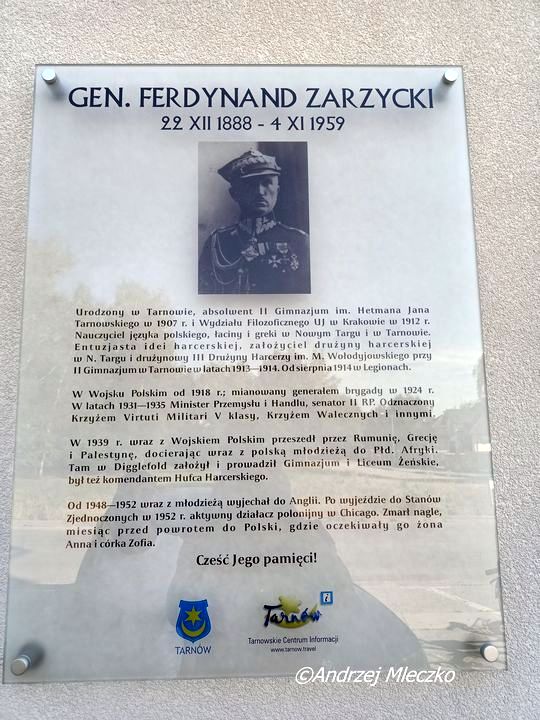 GEN. FERDYNAND ZARZYCKI
22 XII 1888 - 4 XI 1959
Urodzony w Tarnowie, absolwent II Gimnazjum im. Hetmana Jana
Tarnowskiego w 1907 r. i Wydziału Filozoficznego UJ w Krakowie w 1912 r.
Nauczyciel języka polskiego, łaciny i greki w Nowym Targu i w Tarnowie.
Entuzjasta idei harcerskiej, założyciel drużyny harcerskiej
w N. Targu i drużynowy III Drużyny Harcerzy im. M. Wołodyjowskiego przy
II Gimnazjum w Tarnowie w latach 1913—1914. Od sierpnia 1914 w Legionach.
W Wojsku Polskim od 1918 r.; mianowany generałem brygady w 1924 r.
W latach 1931—1935 Minister Przemysłu i Handlu, senator II RP. Odznaczony
Krzyżem Virtuti Militari V klasy, Krzyżem Walecznych i innymi.
W 1939 r. wraz z Wojskiem Polskim przeszedł przez Rumunię, Grecję
i Palestynę, docierając wraz z polską młodzieżą do Płd. Afryki.
Tam w Digglefold założył i prowadził Gimnazjum i Liceum Żeńskie,
był też komendantem Hufca Harcerskiego.
Od 1948—1952 wraz z młodzieżą wyjechał do Anglii. Po wyjeździe do Stanów
Zjednoczonych w 1952 r. aktywny działacz polonijny w Chicago. Zmarł nagle,
miesiąc przed powrotem do Polski, gdzie oczekiwały go żona
Anna i córka Zofia.
Cześć Jego pamięci!
TARNÓW
Tarnów i
Tarnowskie Centrum Informacji
www.tarnow.travel
©Andrzej Mleczko